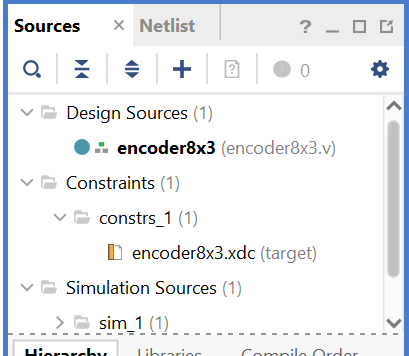 Sources × Netlist ? _
0
Design Sources (1)
encoder8x3 (encoder8x3.v)
Constraints (1)
constrs_1 (1)
encoder8x3.xdc (target)
Simulation Sources (1)
sim_1 (1)
Hierarchy Libraries Compile Order